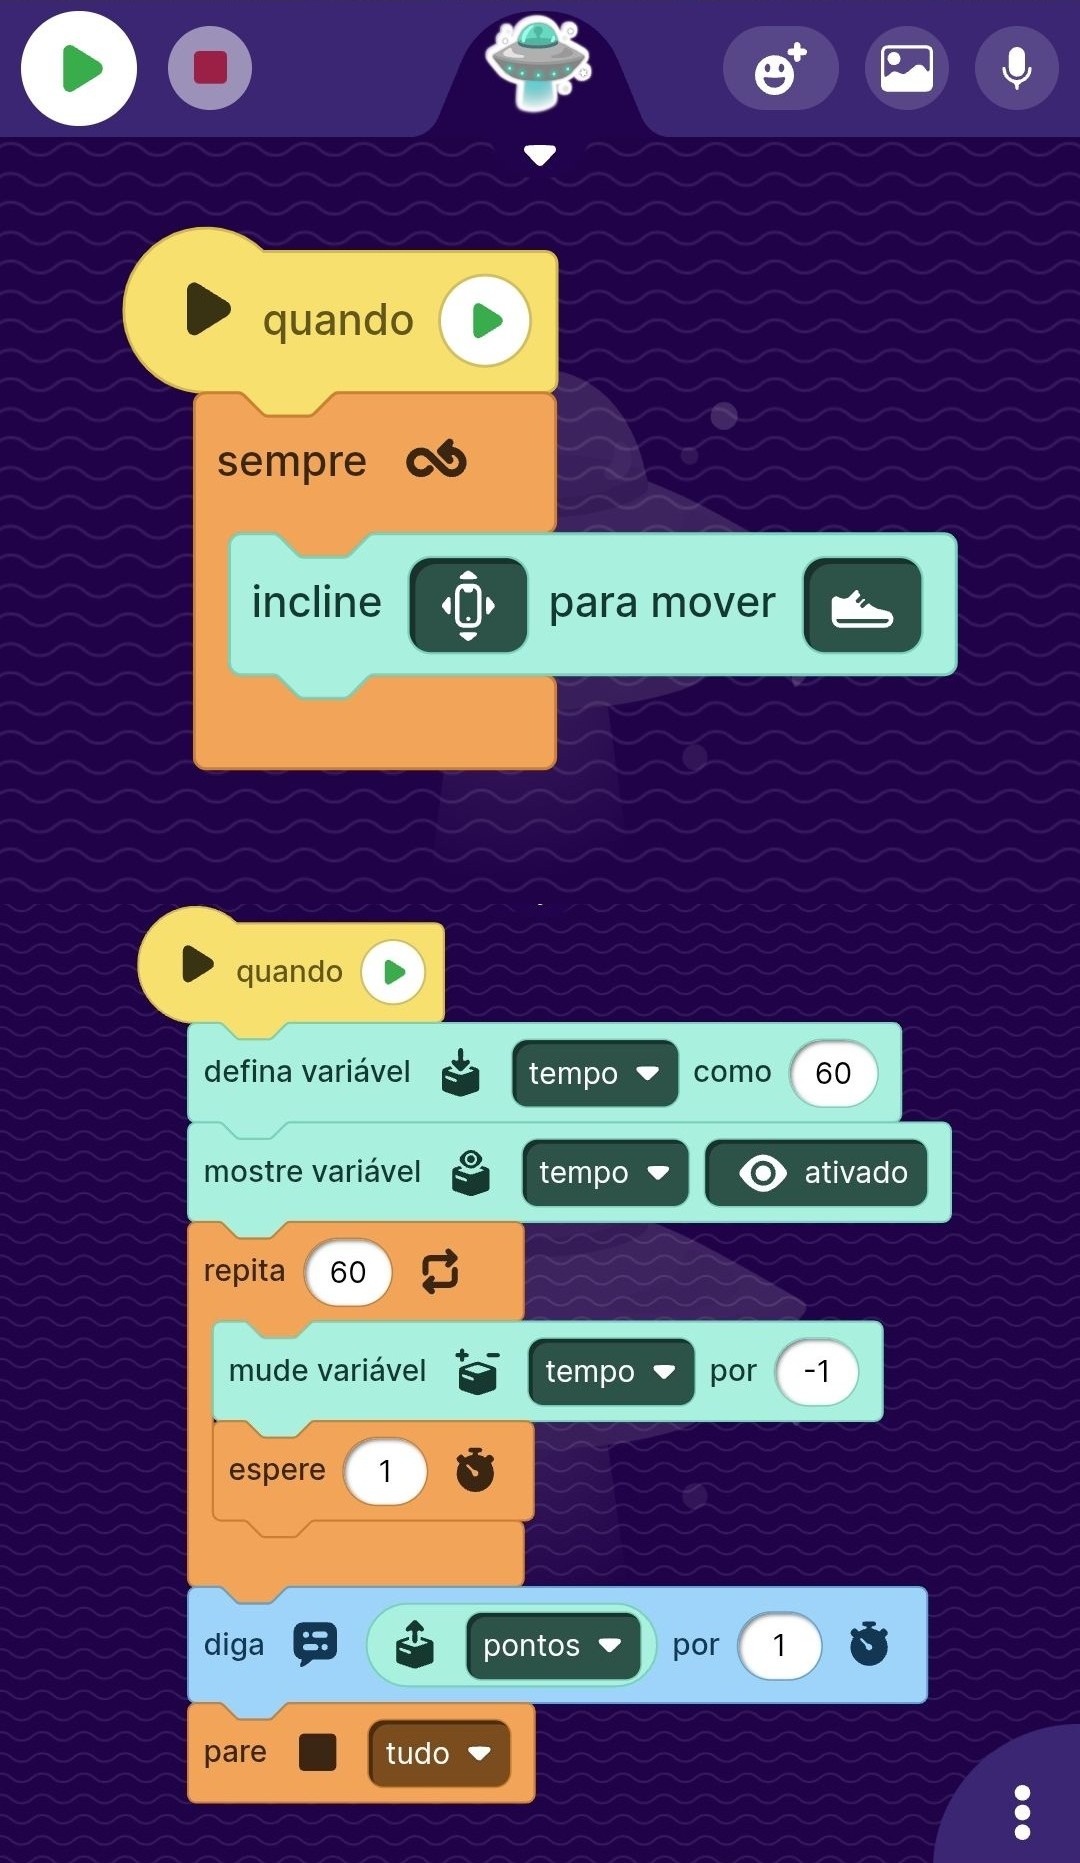 quando
sempre
incline para mover
quando
defina variável tempo como 60
mostre variável tempo ativado
repita 60
mude variável tempo por -1
espere 1
diga pontos por 1
pare tudo